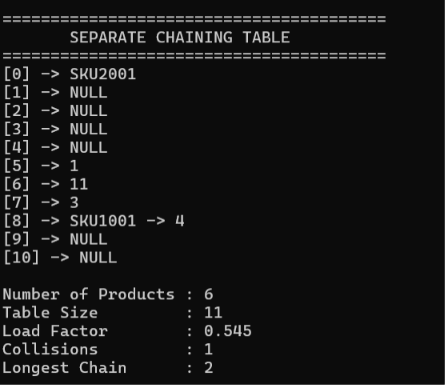 ========================================
SEPARATE CHAINING TABLE
========================================
[0] -> SKU2001
[1] -> NULL
[2] -> NULL
[3] -> NULL
[4] -> NULL
[5] -> 1
[6] -> 11
[7] -> 3
[8] -> SKU1001 -> 4
[9] -> NULL
[10] -> NULL
Number of Products : 6
Table Size : 11
Load Factor : 0.545
Collisions : 1
Longest Chain : 2